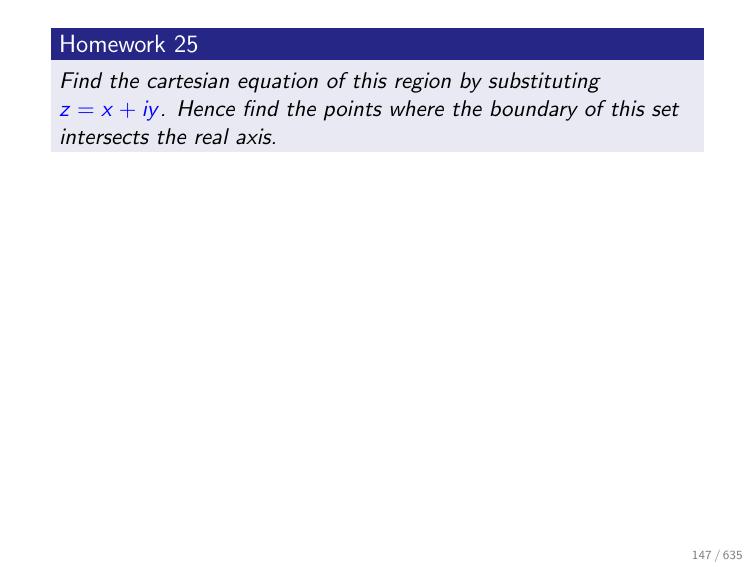 Homework 25
Find the cartesian equation of this region by substituting
z = x + iy. Hence find the points where the boundary of this set
intersects the real axis.
147 / 635